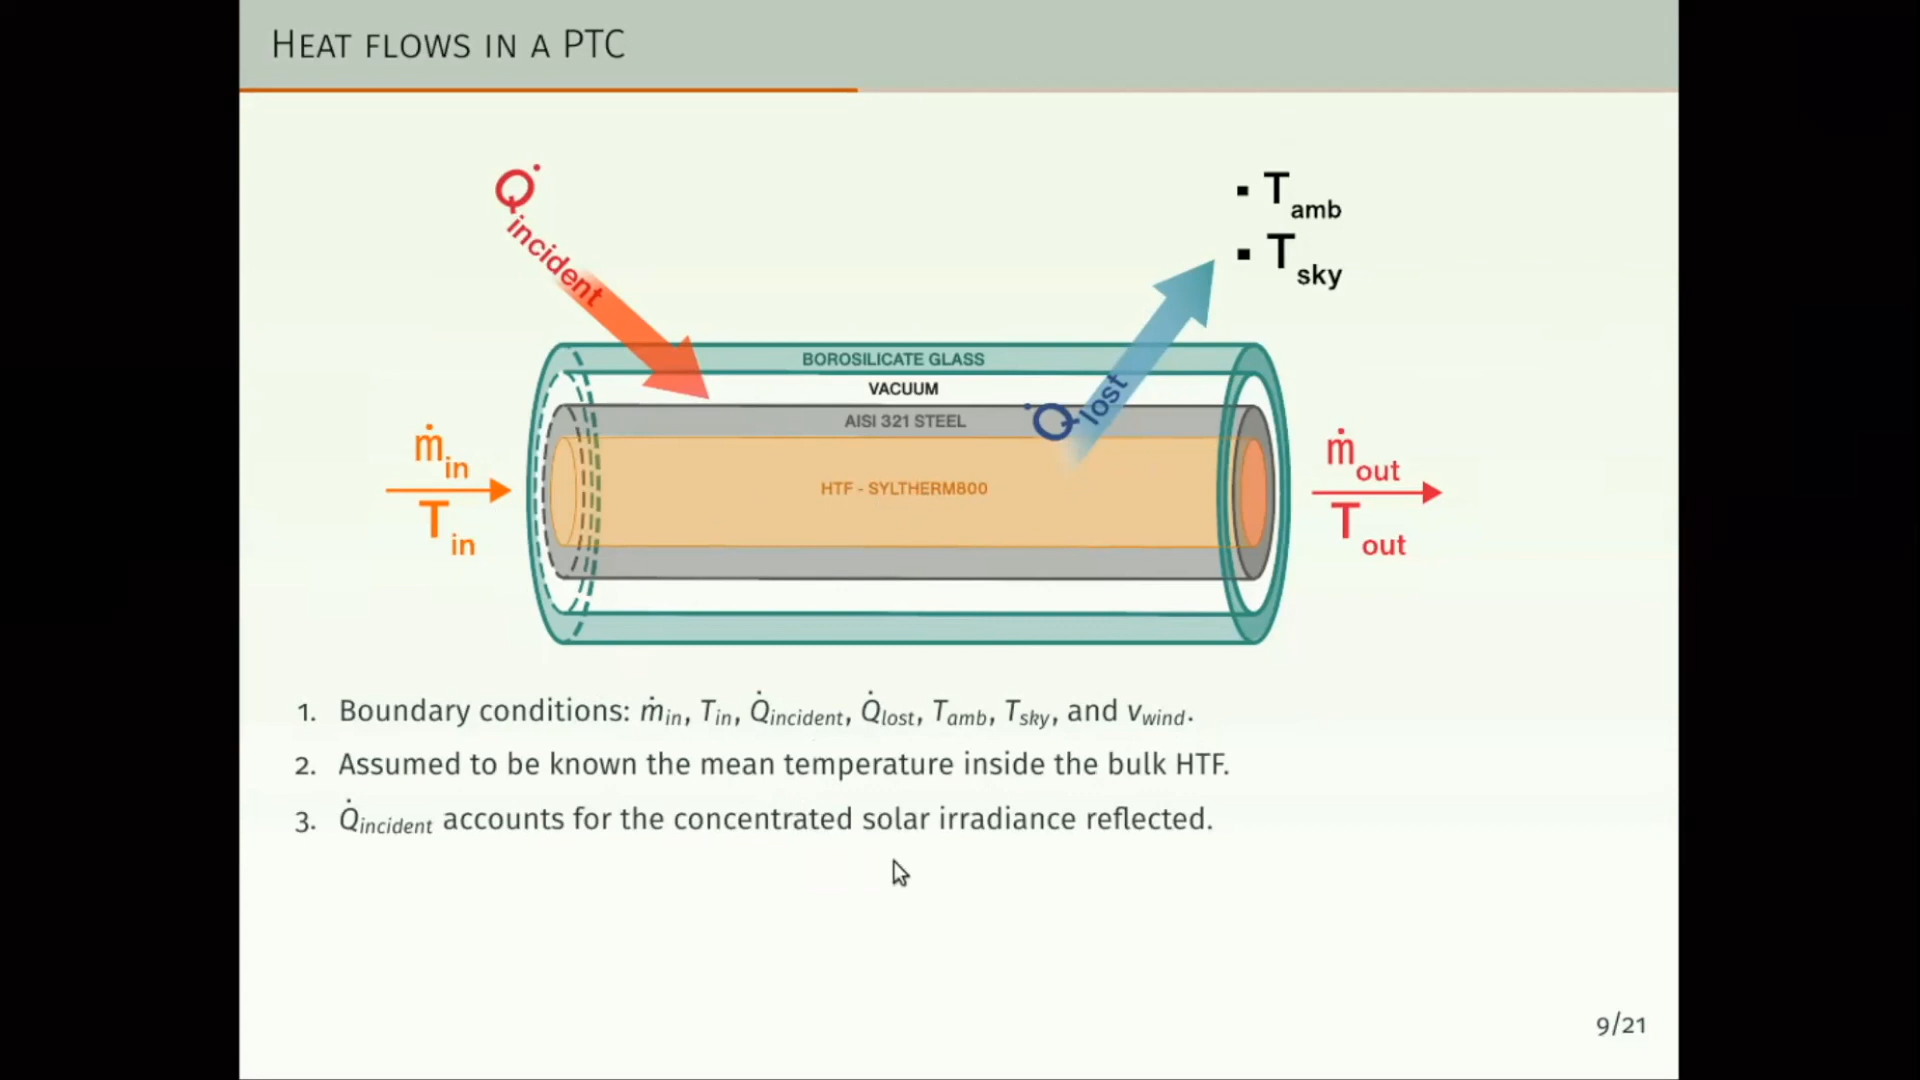 HEAT FLOWS IN A PTC
Q̇incident
▪ Tamb
▪ Tsky
BOROSILICATE GLASS
VACUUM
AISI 321 STEEL
Q̇lost
HTF - SYLTHERM800
ṁin
Tin
ṁout
Tout
1. Boundary conditions: ṁin, Tin, Q̇incident, Q̇lost, Tamb, Tsky, and vwind.
2. Assumed to be known the mean temperature inside the bulk HTF.
3. Q̇incident accounts for the concentrated solar irradiance reflected.
9/21